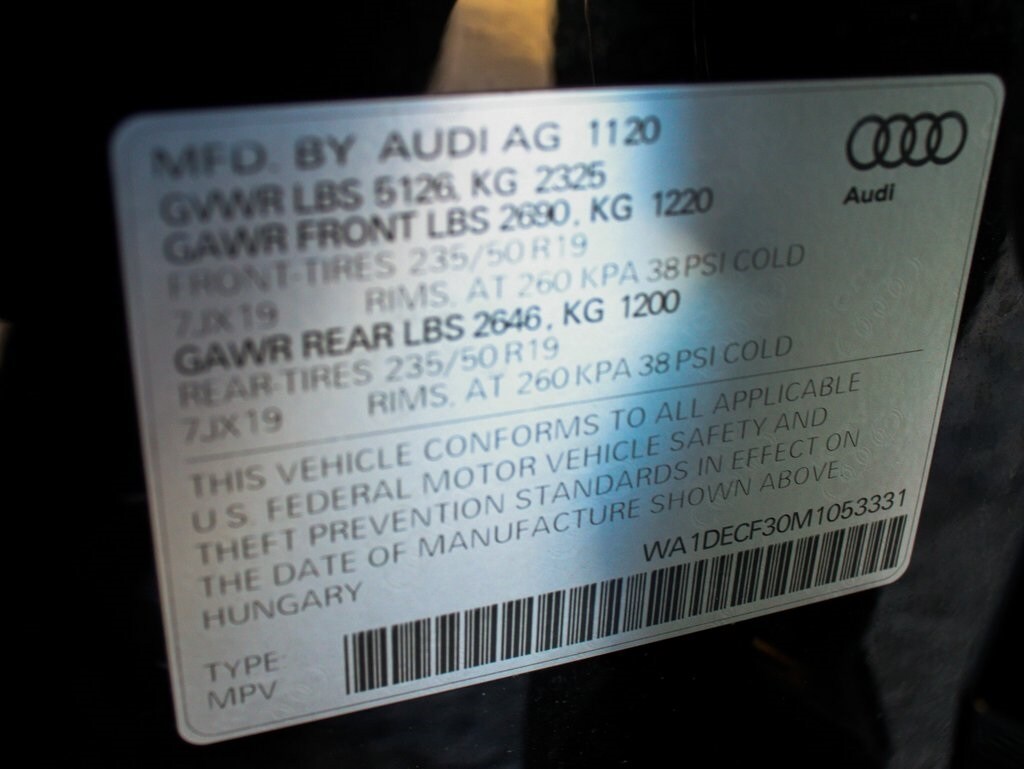 MFD. BY AUDI AG 1120
GVWR LBS 5126, KG 2325
GAWR FRONT LBS 2690, KG 1220
FRONT-TIRES 235/50 R19
7JX19 RIMS, AT 260 KPA 38 PSI COLD
GAWR REAR LBS 2646, KG 1200
REAR-TIRES 235/50 R19
7JX19 RIMS, AT 260 KPA 38 PSI COLD
THIS VEHICLE CONFORMS TO ALL APPLICABLE
U.S. FEDERAL MOTOR VEHICLE SAFETY AND
THEFT PREVENTION STANDARDS IN EFFECT ON
THE DATE OF MANUFACTURE SHOWN ABOVE.
HUNGARY
WA1DECF30M1053331
TYPE:
MPV
Audi